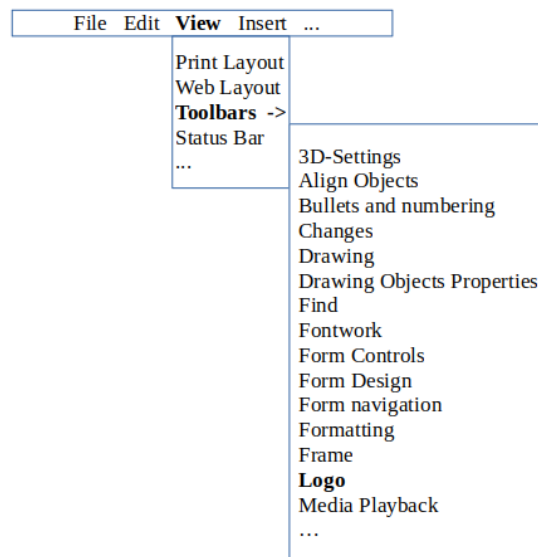 File Edit View Insert ...
Print Layout
Web Layout
Toolbars ->
Status Bar
...
3D-Settings
Align Objects
Bullets and numbering
Changes
Drawing
Drawing Objects Properties
Find
Fontwork
Form Controls
Form Design
Form navigation
Formatting
Frame
Logo
Media Playback
…